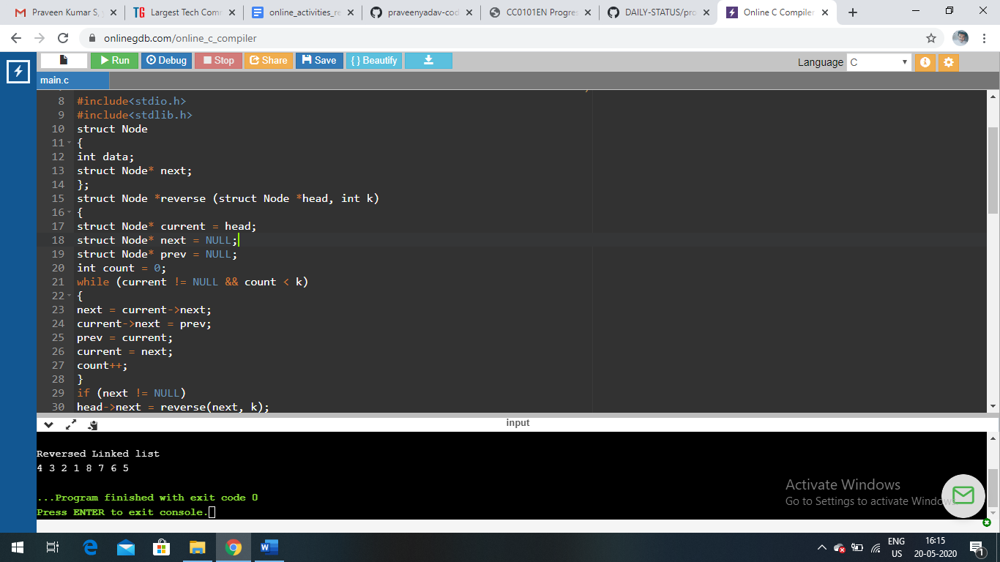 Praveen Kumar S, y
Largest Tech Comm
online_activities_re
praveenyadav-cod
CC0101EN Progres
DAILY-STATUS/pro
Online C Compiler
onlinegdb.com/online_c_compiler
Run
Debug
Stop
Share
Save
{ } Beautify
Language C
main.c
8 #include<stdio.h>
9 #include<stdlib.h>
10 struct Node
11 {
12 int data;
13 struct Node* next;
14 };
15 struct Node *reverse (struct Node *head, int k)
16 {
17 struct Node* current = head;
18 struct Node* next = NULL;
19 struct Node* prev = NULL;
20 int count = 0;
21 while (current != NULL && count < k)
22 {
23 next = current->next;
24 current->next = prev;
25 prev = current;
26 current = next;
27 count++;
28 }
29 if (next != NULL)
30 head->next = reverse(next, k);
input
Reversed Linked list
4 3 2 1 8 7 6 5
...Program finished with exit code 0
Press ENTER to exit console.
Activate Windows
Go to Settings to activate Windows.
ENG
US
16:15
20-05-2020
1